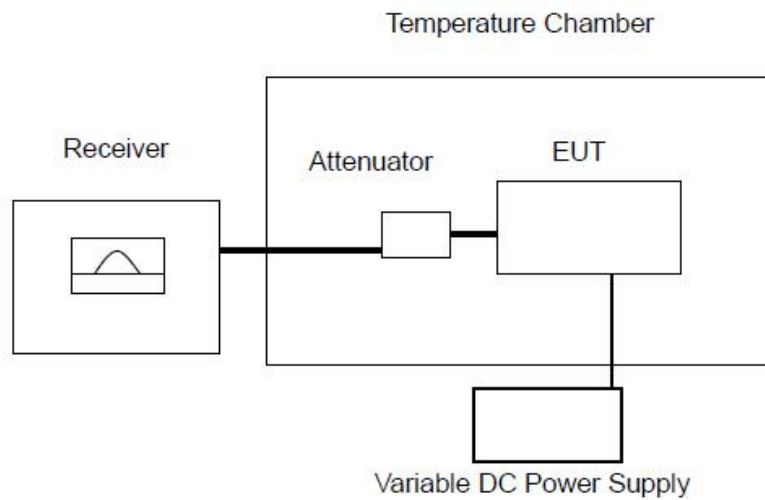 Temperature Chamber
Receiver
Attenuator
EUT
Variable DC Power Supply